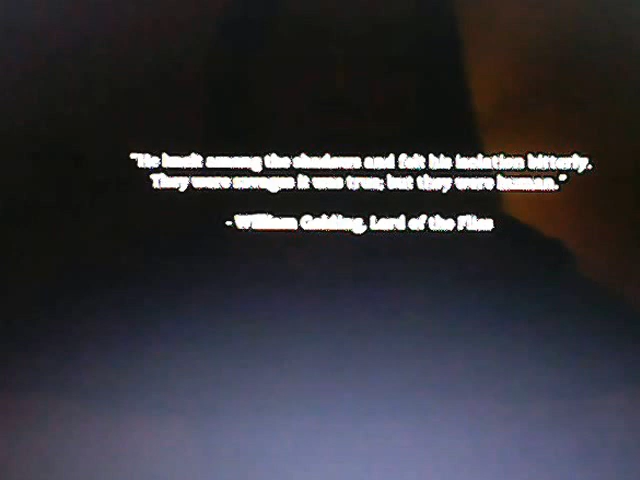 "He knelt among the shadows and felt his isolation bitterly.
They were savages it was true; but they were human."
- William Golding, Lord of the Flies